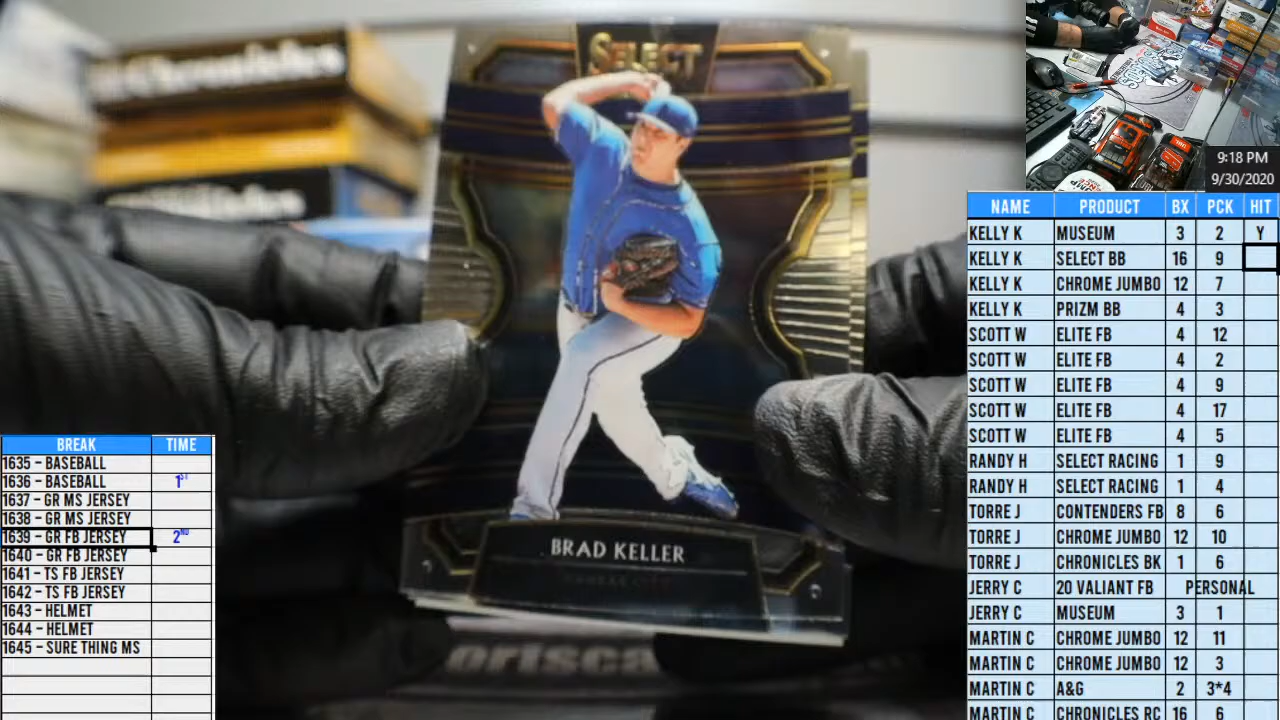 Chronicles
SELECT
BRAD KELLER
KANSAS CITY
9:18 PM
9/30/2020
NAME PRODUCT BX PCK HIT
KELLY K MUSEUM 3 2 Y
KELLY K SELECT BB 16 9
KELLY K CHROME JUMBO 12 7
KELLY K PRIZM BB 4 3
SCOTT W ELITE FB 4 12
SCOTT W ELITE FB 4 2
SCOTT W ELITE FB 4 9
SCOTT W ELITE FB 4 17
SCOTT W ELITE FB 4 5
RANDY H SELECT RACING 1 9
RANDY H SELECT RACING 1 4
TORRE J CONTENDERS FB 8 6
TORRE J CHROME JUMBO 12 10
TORRE J CHRONICLES BK 1 6
JERRY C 20 VALIANT FB PERSONAL
JERRY C MUSEUM 3 1
MARTIN C CHROME JUMBO 12 11
MARTIN C CHROME JUMBO 12 3
MARTIN C A&G 2 3*4
MARTIN C CHRONICLES RC 16 6
BREAK TIME
1635 - BASEBALL
1636 - BASEBALL 1ST
1637 - GR MS JERSEY
1638 - GR MS JERSEY
1639 - GR FB JERSEY 2ND
1640 - GR FB JERSEY
1641 - TS FB JERSEY
1642 - TS FB JERSEY
1643 - HELMET
1644 - HELMET
1645 - SURE THING MS